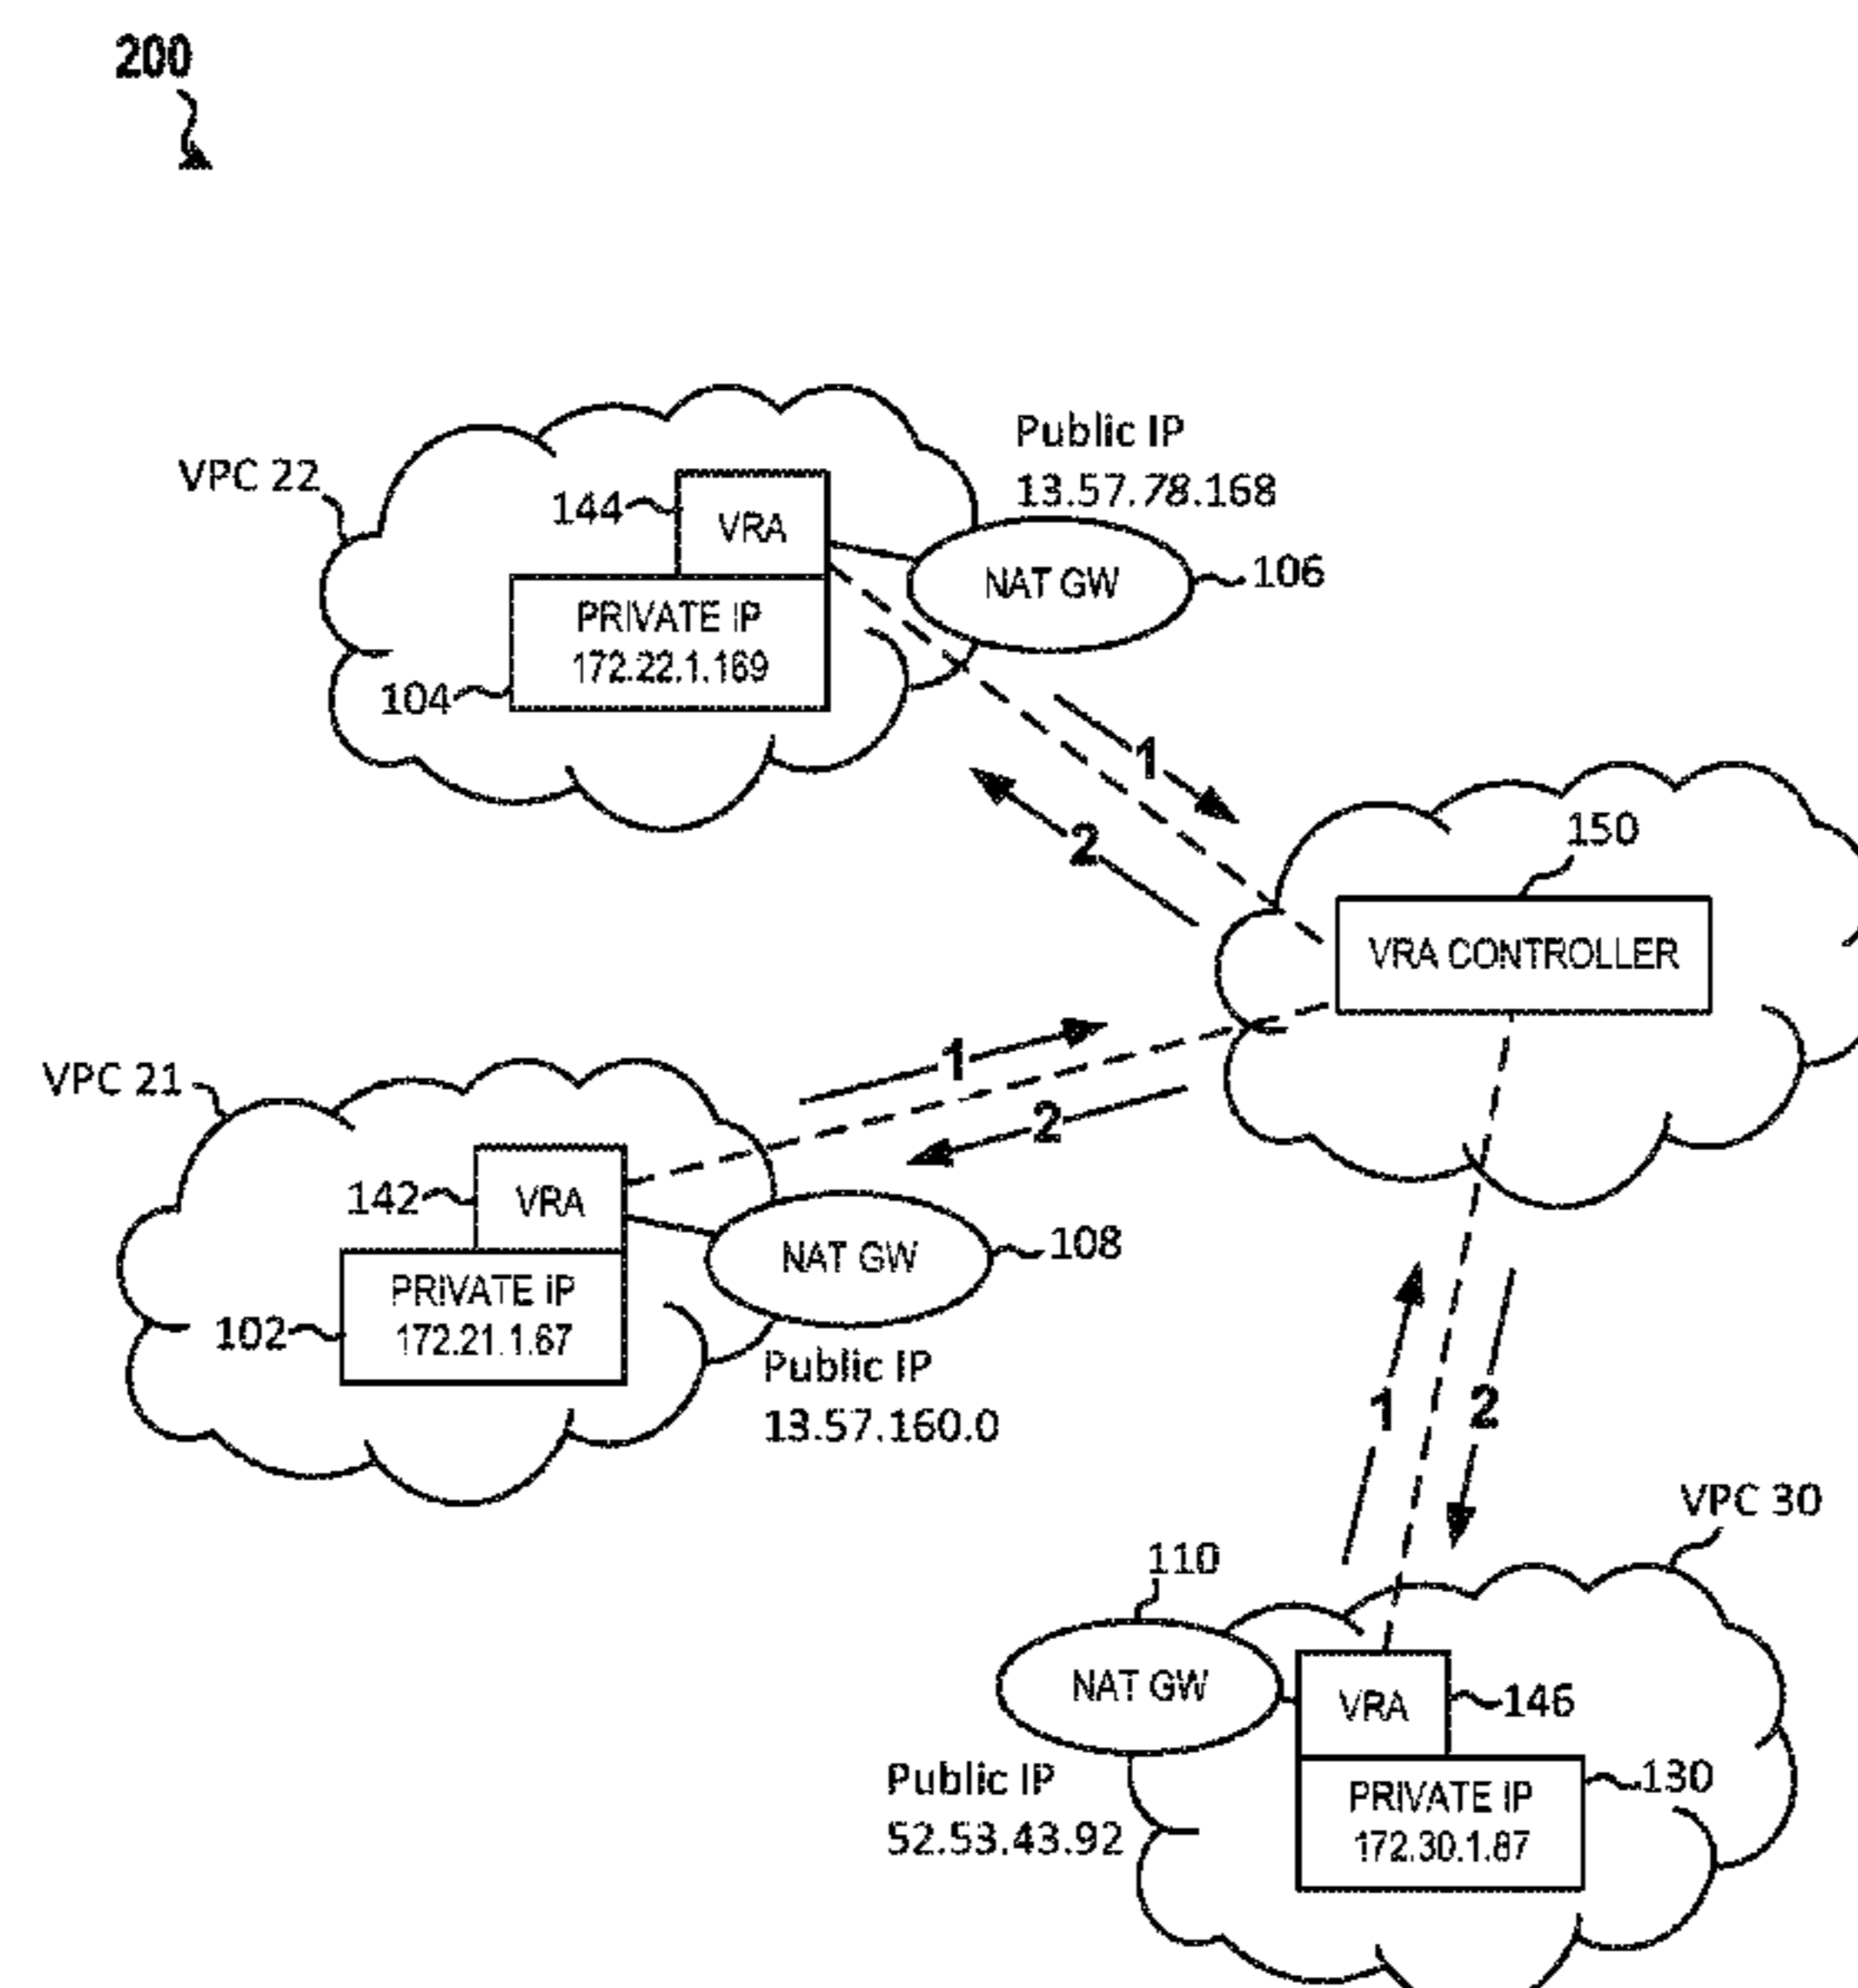 200
VPC 22
144
VRA
Public IP
13.57.78.168
NAT GW
106
PRIVATE IP
172.22.1.169
104
1
2
150
VRA CONTROLLER
VPC 21
1
2
142
VRA
NAT GW
108
PRIVATE IP
172.21.1.67
102
Public IP
13.57.160.0
1
2
VPC 30
110
NAT GW
VRA
146
Public IP
52.53.43.92
PRIVATE IP
172.30.1.87
130